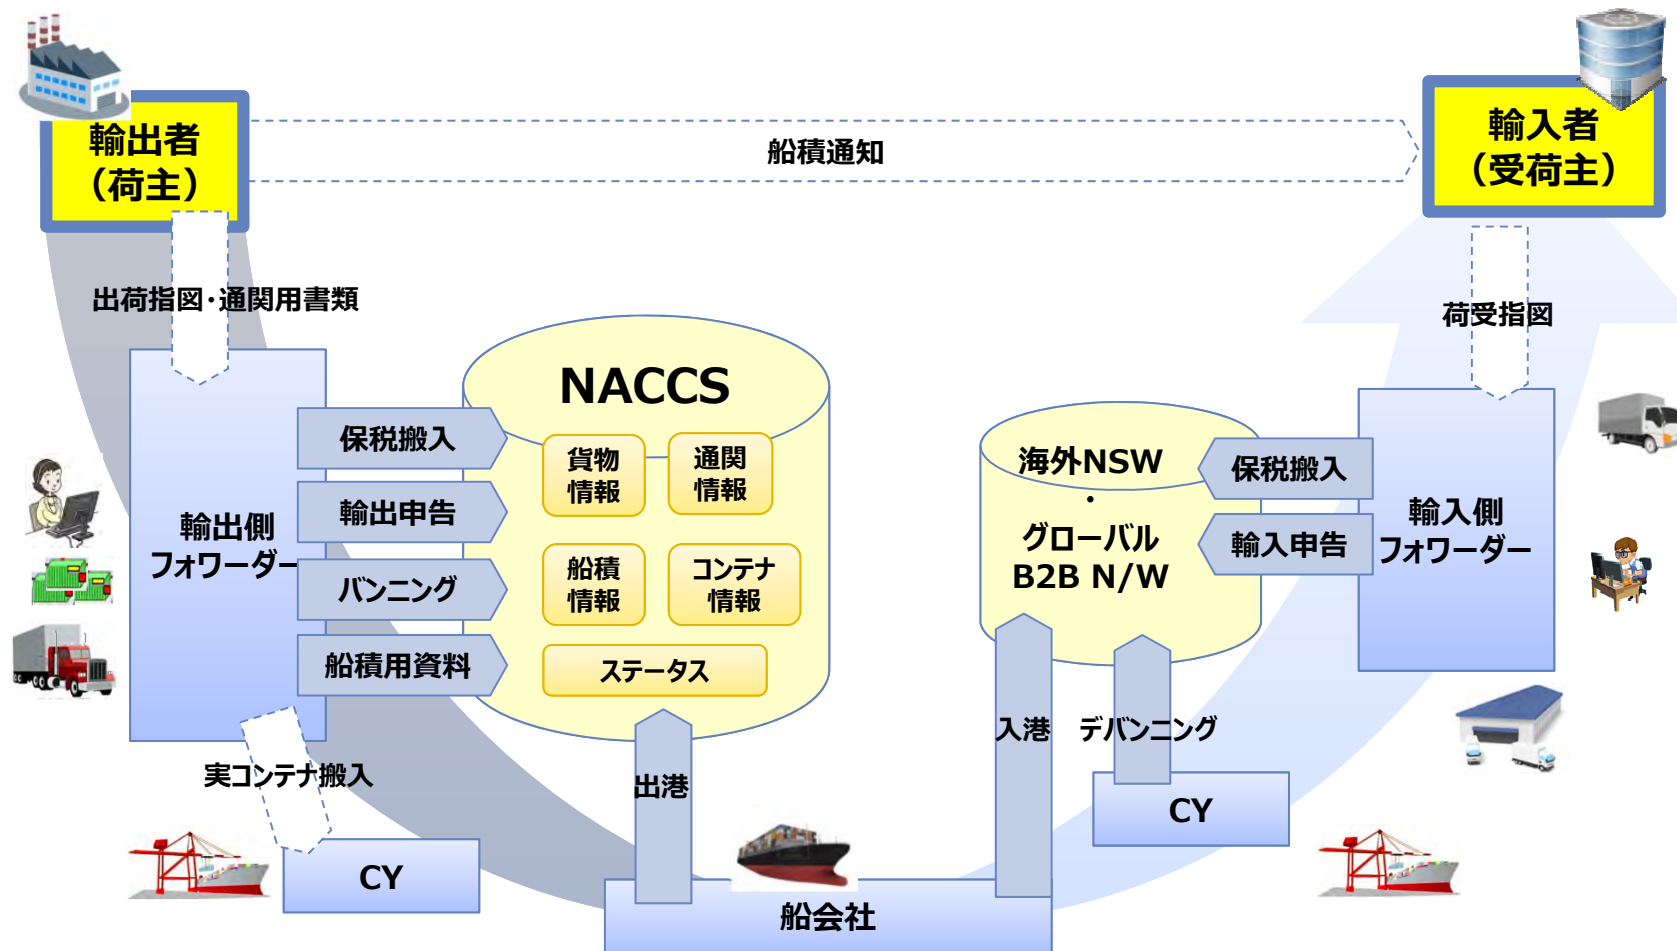 輸出者
（荷主）
船積通知
輸入者
（受荷主）
出荷指図・通関用書類
荷受指図
NACCS
保税搬入
輸出申告
バンニング
船積用資料
輸出側
フォワーダー
貨物
情報
通関
情報
船積
情報
コンテナ
情報
ステータス
海外NSW
・
グローバル
B2B N/W
保税搬入
輸入申告
輸入側
フォワーダー
実コンテナ搬入
出港
入港
デバンニング
CY
CY
船会社